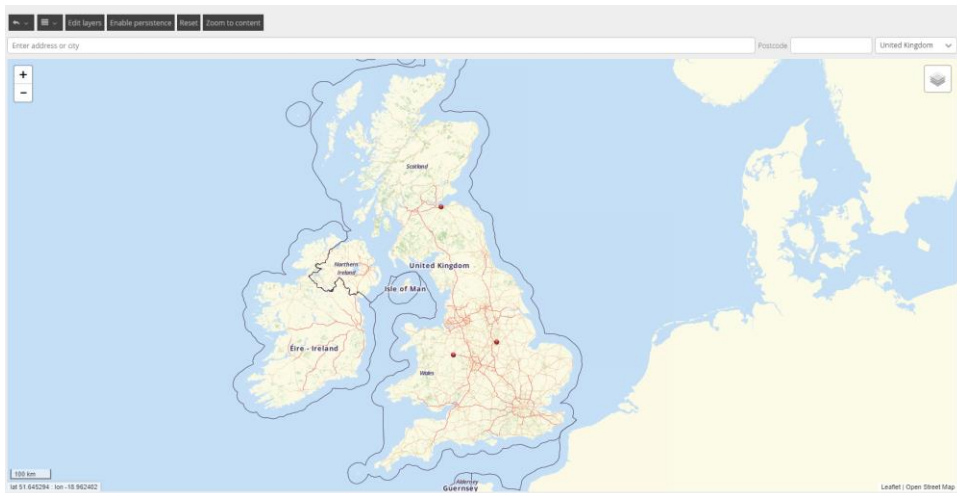 Edit layers Enable persistence Reset Zoom to content
Enter address or city Postcode United Kingdom
+
−
Scotland
Northern
Ireland
United Kingdom
Isle of Man
Éire - Ireland
Wales
Alderney
Guernsey
100 km
lat 51.645294 : lon -18.962402
Leaflet | Open Street Map